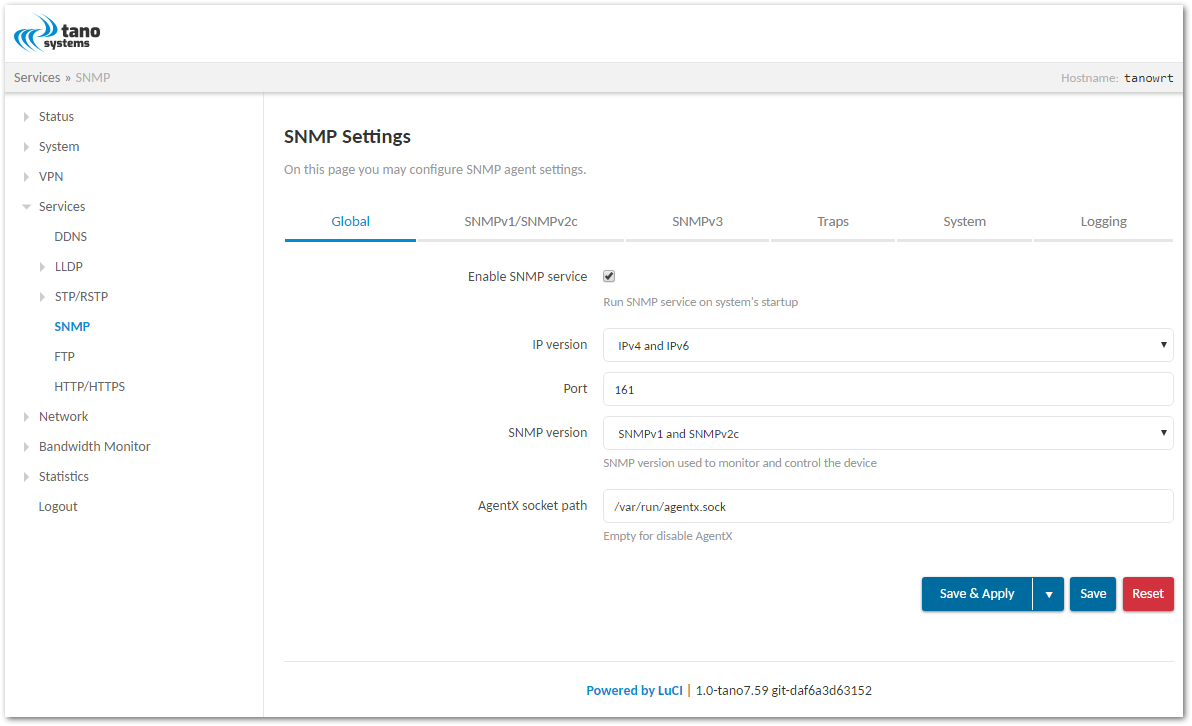 tano
systems
Services » SNMP
Hostname: tanowrt
Status
System
VPN
Services
DDNS
LLDP
STP/RSTP
SNMP
FTP
HTTP/HTTPS
Network
Bandwidth Monitor
Statistics
Logout
SNMP Settings
On this page you may configure SNMP agent settings.
Global SNMPv1/SNMPv2c SNMPv3 Traps System Logging
Enable SNMP service
Run SNMP service on system's startup
IP version IPv4 and IPv6
Port 161
SNMP version SNMPv1 and SNMPv2c
SNMP version used to monitor and control the device
AgentX socket path /var/run/agentx.sock
Empty for disable AgentX
Save & Apply Save Reset
Powered by LuCI | 1.0-tano7.59 git-daf6a3d63152